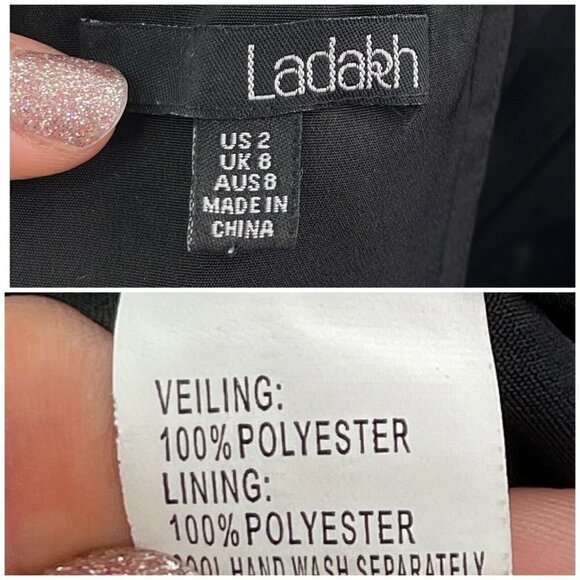 Ladakh
US 2
UK 8
AUS 8
MADE IN
CHINA
VEILING:
100% POLYESTER
LINING:
100% POLYESTER
COOL HAND WASH SEPARATELY